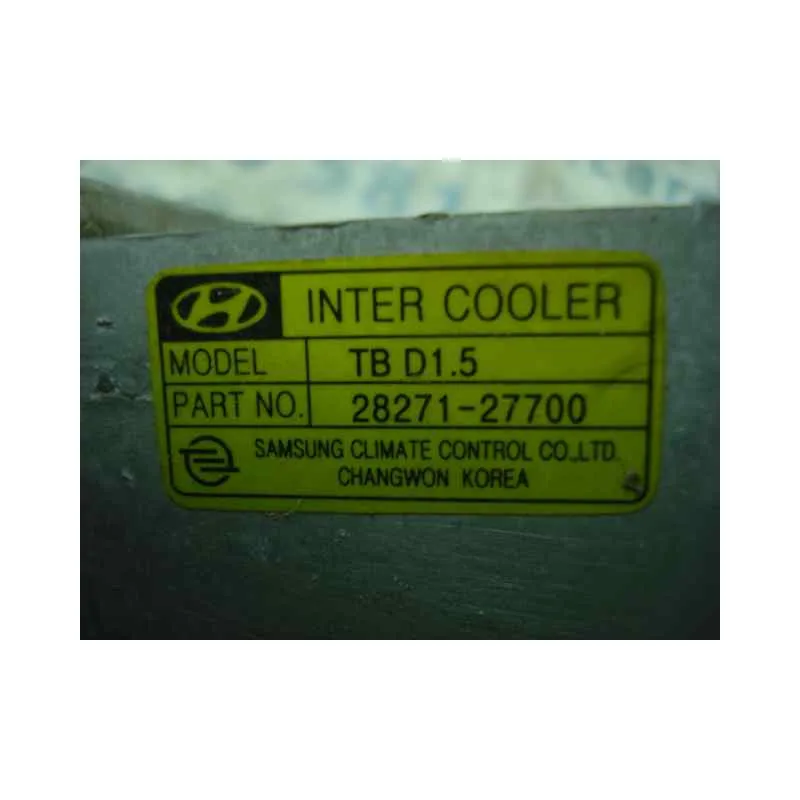 INTER COOLER
MODEL TB D1.5
PART NO. 28271-27700
SAMSUNG CLIMATE CONTROL CO.,LTD.
CHANGWON KOREA